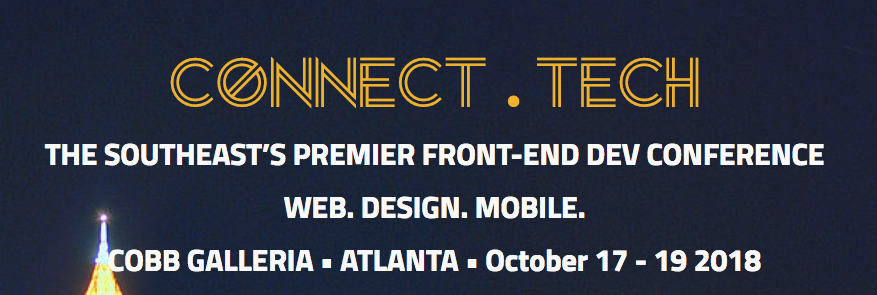 CONNECT . TECH
THE SOUTHEAST'S PREMIER FRONT-END DEV CONFERENCE
WEB. DESIGN. MOBILE.
COBB GALLERIA ▪ ATLANTA ▪ October 17 - 19 2018